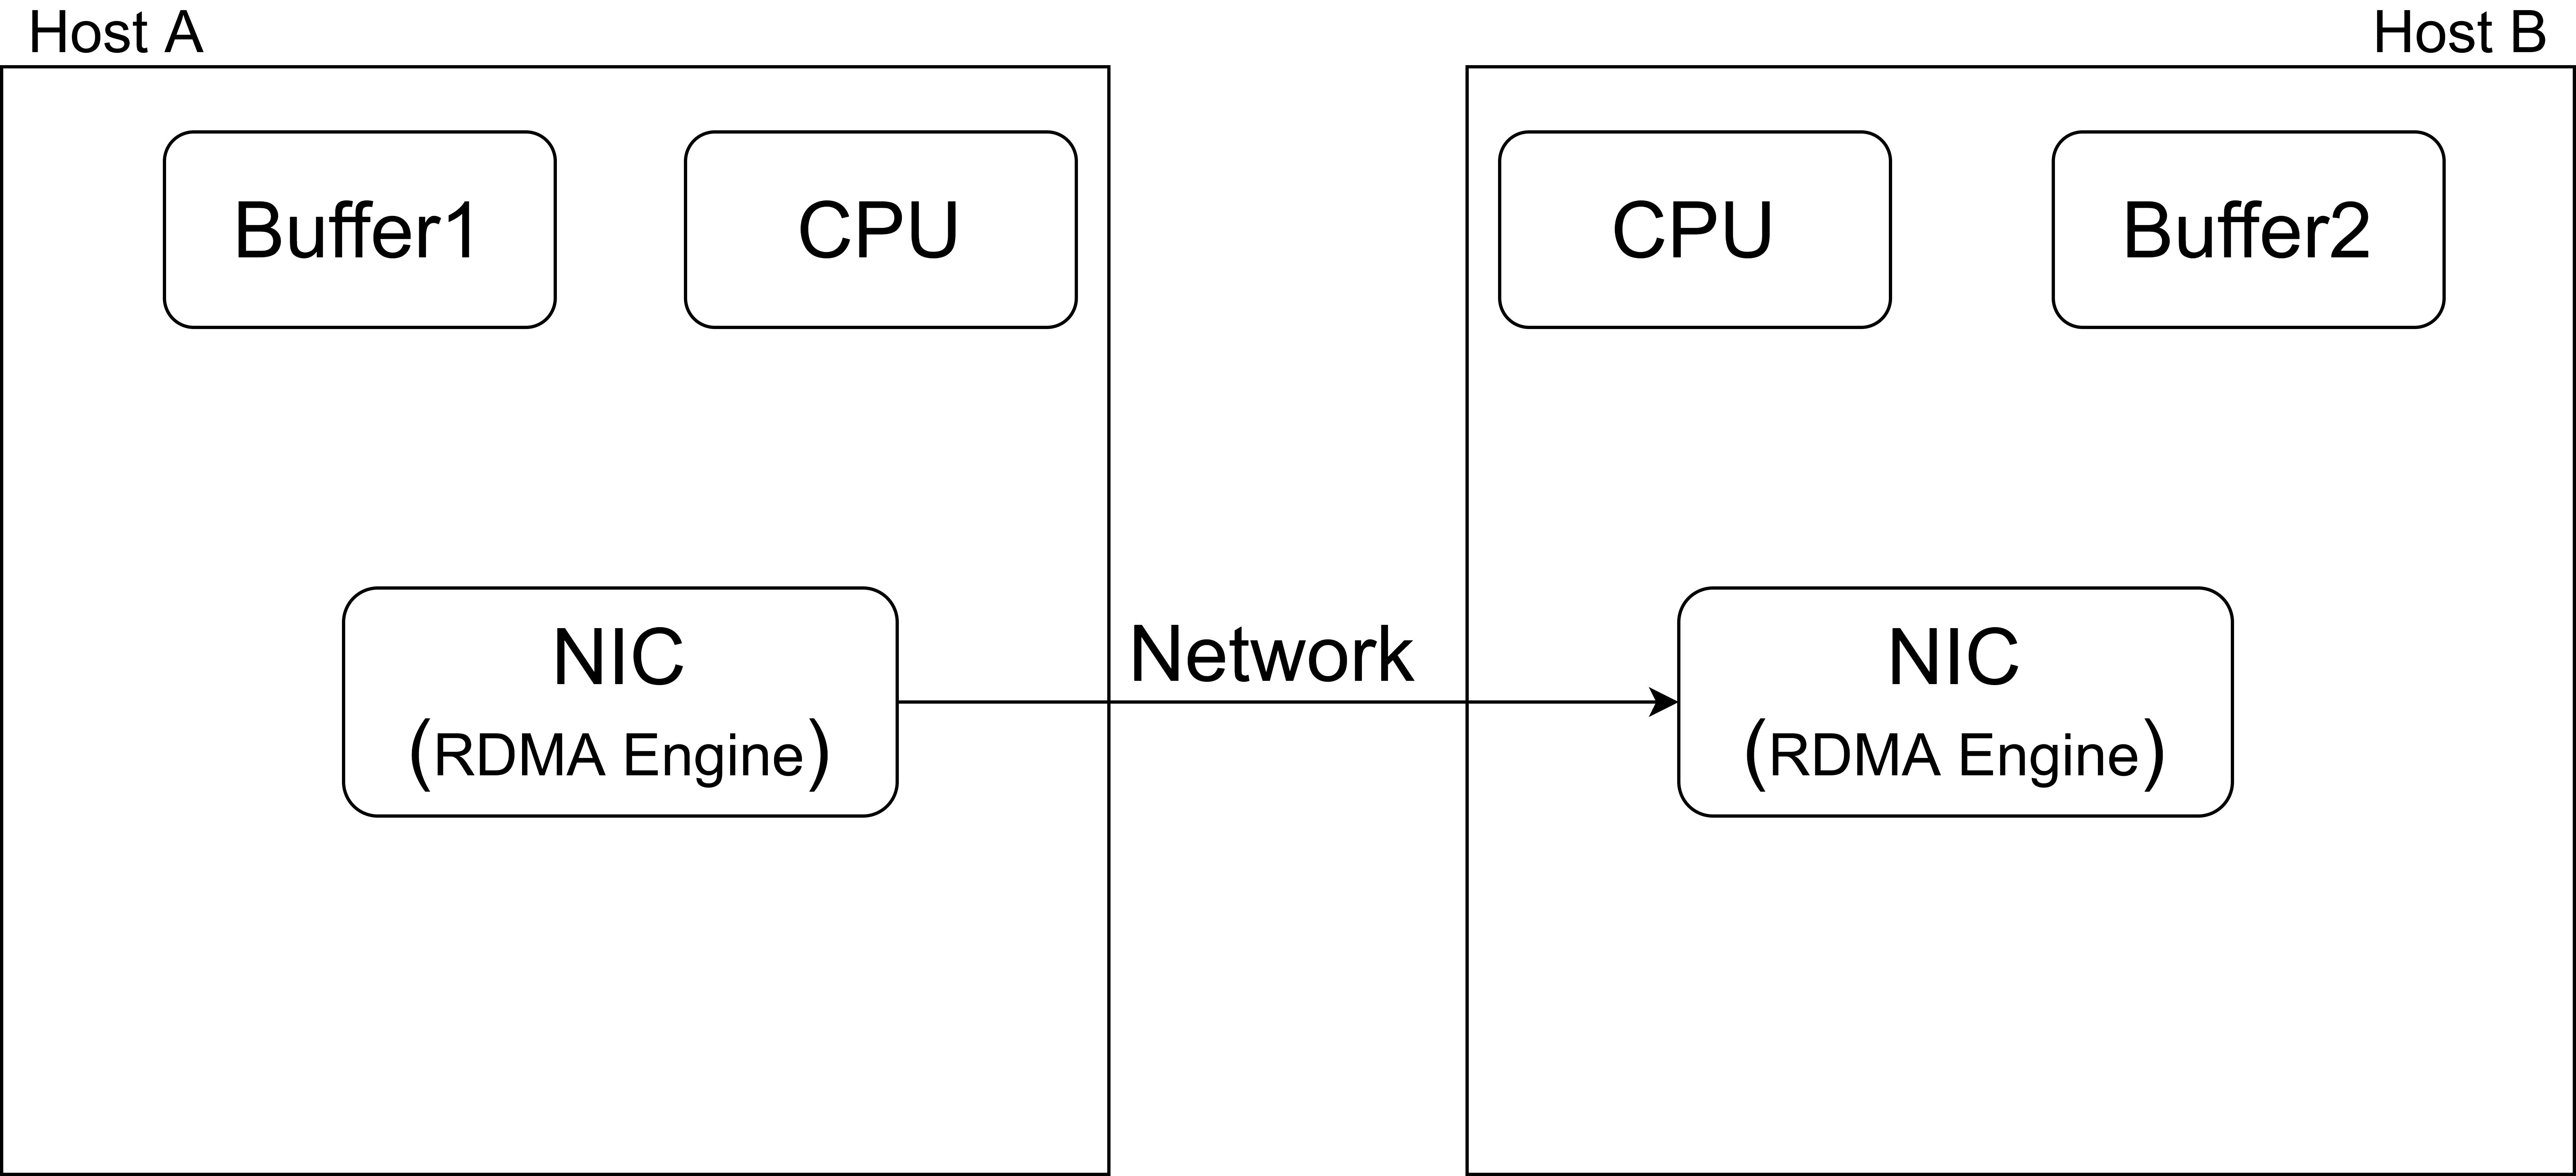 Host A
Host B
Buffer1
CPU
CPU
Buffer2
NIC
(RDMA Engine)
Network
NIC
(RDMA Engine)